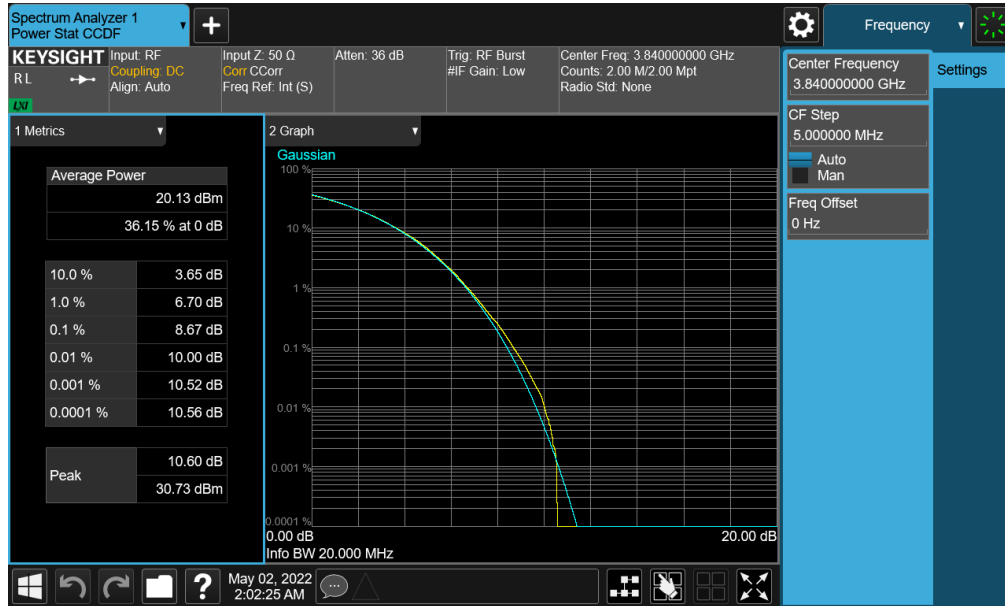 Spectrum Analyzer 1
Power Stat CCDF
+
Frequency
KEYSIGHT
RL
LXI
Input: RF
Coupling: DC
Align: Auto
Input Z: 50 Ω
Corr CCorr
Freq Ref: Int (S)
Atten: 36 dB
Trig: RF Burst
#IF Gain: Low
Center Freq: 3.840000000 GHz
Counts: 2.00 M/2.00 Mpt
Radio Std: None
Center Frequency
3.840000000 GHz
Settings
CF Step
5.000000 MHz
Auto
Man
Freq Offset
0 Hz
1 Metrics
Average Power
20.13 dBm
36.15 % at 0 dB
10.0 % 3.65 dB
1.0 % 6.70 dB
0.1 % 8.67 dB
0.01 % 10.00 dB
0.001 % 10.52 dB
0.0001 % 10.56 dB
Peak
10.60 dB
30.73 dBm
2 Graph
Gaussian
100 %
10 %
1 %
0.1 %
0.01 %
0.001 %
0.0001 %
0.00 dB
20.00 dB
Info BW 20.000 MHz
?
May 02, 2022
2:02:25 AM